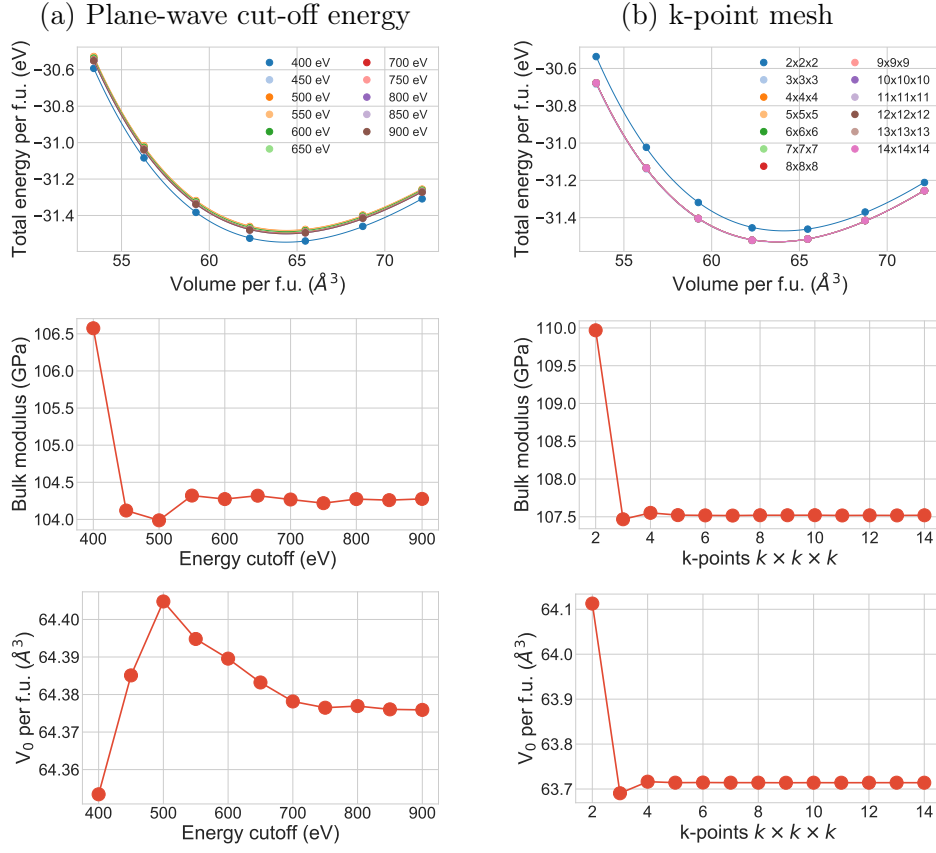 (a) Plane-wave cut-off energy
Total energy per f.u. (eV)
−30.6
−30.8
−31.0
−31.2
−31.4
400 eV
450 eV
500 eV
550 eV
600 eV
650 eV
700 eV
750 eV
800 eV
850 eV
900 eV
55 60 65 70
Volume per f.u. (Å^3)
Bulk modulus (GPa)
106.5
106.0
105.5
105.0
104.5
104.0
400 500 600 700 800 900
Energy cutoff (eV)
V_0 per f.u. (Å^3)
64.40
64.39
64.38
64.37
64.36
400 500 600 700 800 900
Energy cutoff (eV)
(b) k-point mesh
Total energy per f.u. (eV)
−30.6
−30.8
−31.0
−31.2
−31.4
2x2x2
3x3x3
4x4x4
5x5x5
6x6x6
7x7x7
8x8x8
9x9x9
10x10x10
11x11x11
12x12x12
13x13x13
14x14x14
55 60 65 70
Volume per f.u. (Å^3)
Bulk modulus (GPa)
110.0
109.5
109.0
108.5
108.0
107.5
2 4 6 8 10 12 14
k-points k × k × k
V_0 per f.u. (Å^3)
64.1
64.0
63.9
63.8
63.7
2 4 6 8 10 12 14
k-points k × k × k